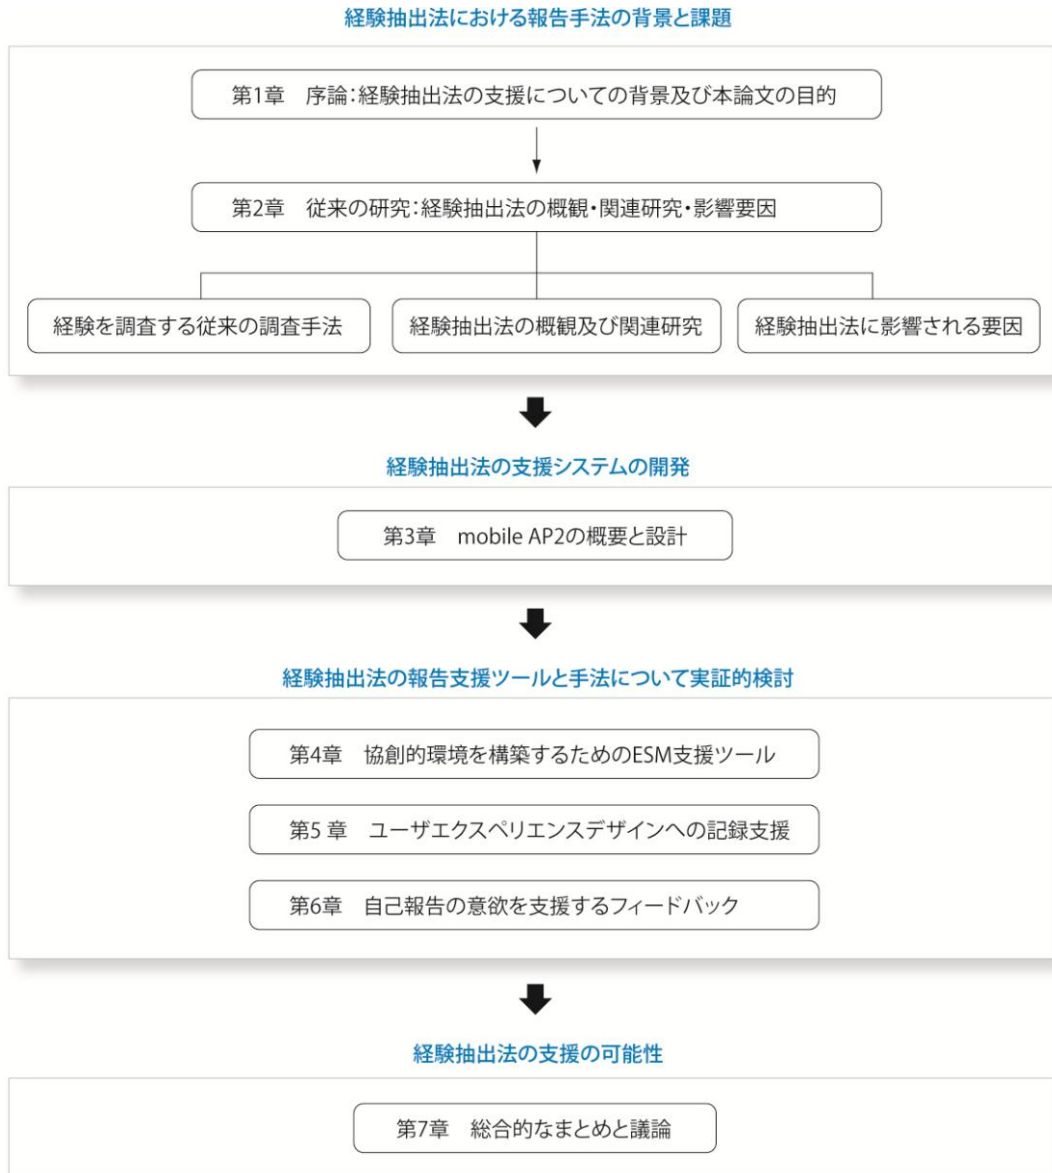 経験抽出法における報告手法の背景と課題
第1章　序論：経験抽出法の支援についての背景及び本論文の目的
第2章　従来の研究：経験抽出法の概観・関連研究・影響要因
経験を調査する従来の調査手法
経験抽出法の概観及び関連研究
経験抽出法に影響される要因
経験抽出法の支援システムの開発
第3章　mobile AP2の概要と設計
経験抽出法の報告支援ツールと手法について実証的検討
第4章　協創的環境を構築するためのESM支援ツール
第5 章　ユーザエクスペリエンスデザインへの記録支援
第6章　自己報告の意欲を支援するフィードバック
経験抽出法の支援の可能性
第7章　総合的なまとめと議論